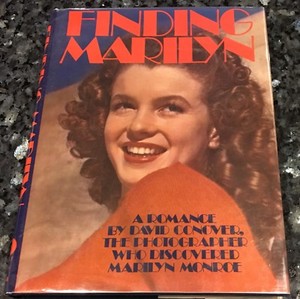 FINDING
MARILYN
A ROMANCE
BY DAVID CONOVER,
THE PHOTOGRAPHER
WHO DISCOVERED
MARILYN MONROE